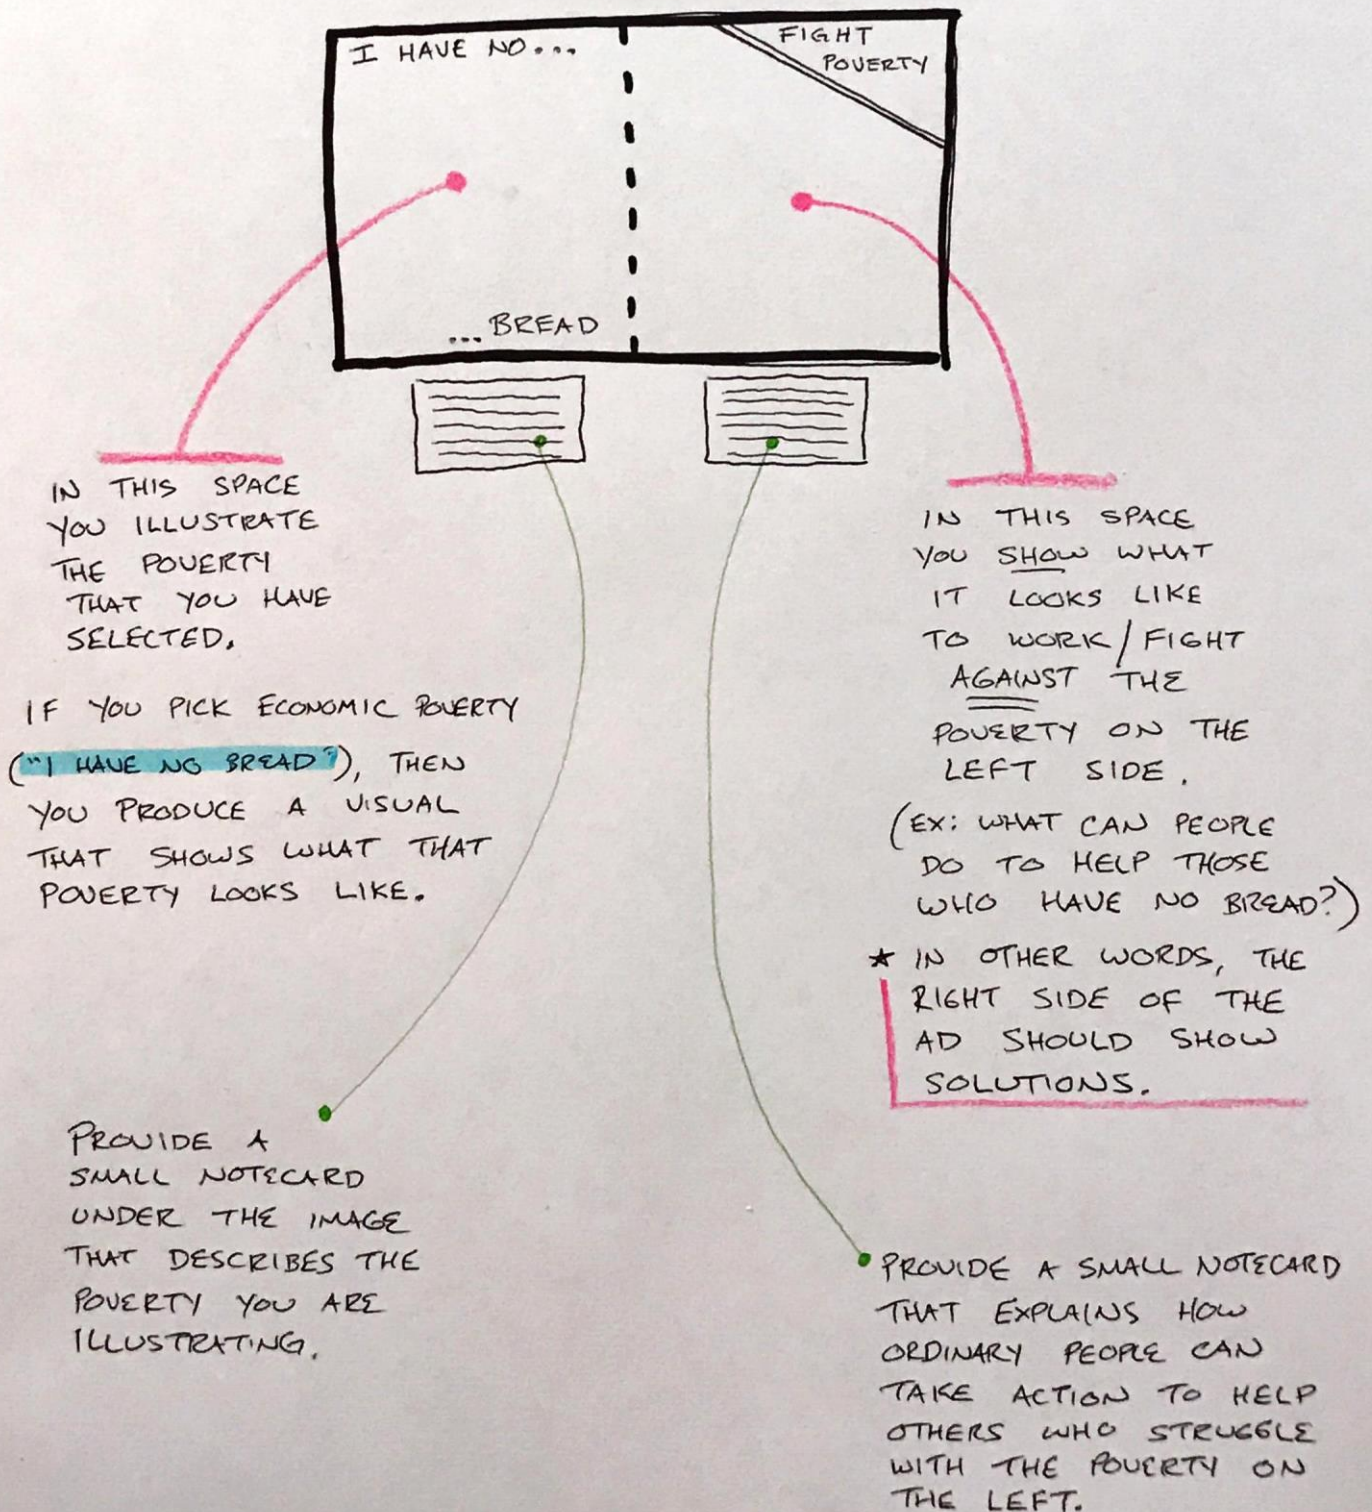 I HAVE NO...
FIGHT
POVERTY
...BREAD
IN THIS SPACE
YOU ILLUSTRATE
THE POVERTY
THAT YOU HAVE
SELECTED.
IF YOU PICK ECONOMIC POVERTY
("I HAVE NO BREAD"), THEN
YOU PRODUCE A VISUAL
THAT SHOWS WHAT THAT
POVERTY LOOKS LIKE.
PROVIDE A
SMALL NOTECARD
UNDER THE IMAGE
THAT DESCRIBES THE
POVERTY YOU ARE
ILLUSTRATING.
IN THIS SPACE
YOU SHOW WHAT
IT LOOKS LIKE
TO WORK/FIGHT
AGAINST THE
POVERTY ON THE
LEFT SIDE.
(EX: WHAT CAN PEOPLE
DO TO HELP THOSE
WHO HAVE NO BREAD?)
★ IN OTHER WORDS, THE
RIGHT SIDE OF THE
AD SHOULD SHOW
SOLUTIONS.
PROVIDE A SMALL NOTECARD
THAT EXPLAINS HOW
ORDINARY PEOPLE CAN
TAKE ACTION TO HELP
OTHERS WHO STRUGGLE
WITH THE POVERTY ON
THE LEFT.